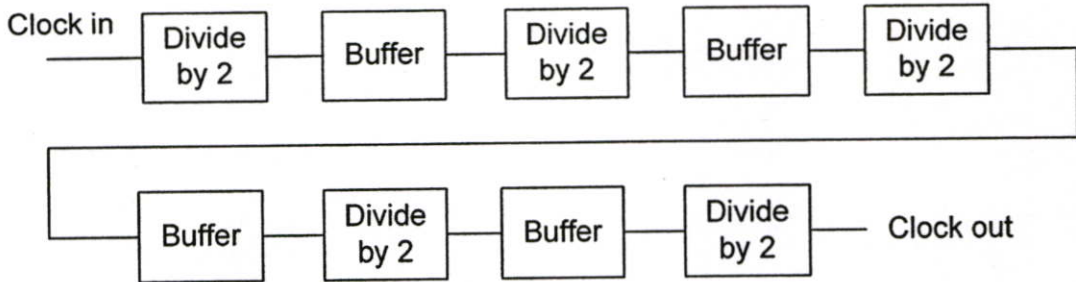 Clock in
Divide
by 2
Buffer
Divide
by 2
Buffer
Divide
by 2
Buffer
Divide
by 2
Buffer
Divide
by 2
Clock out